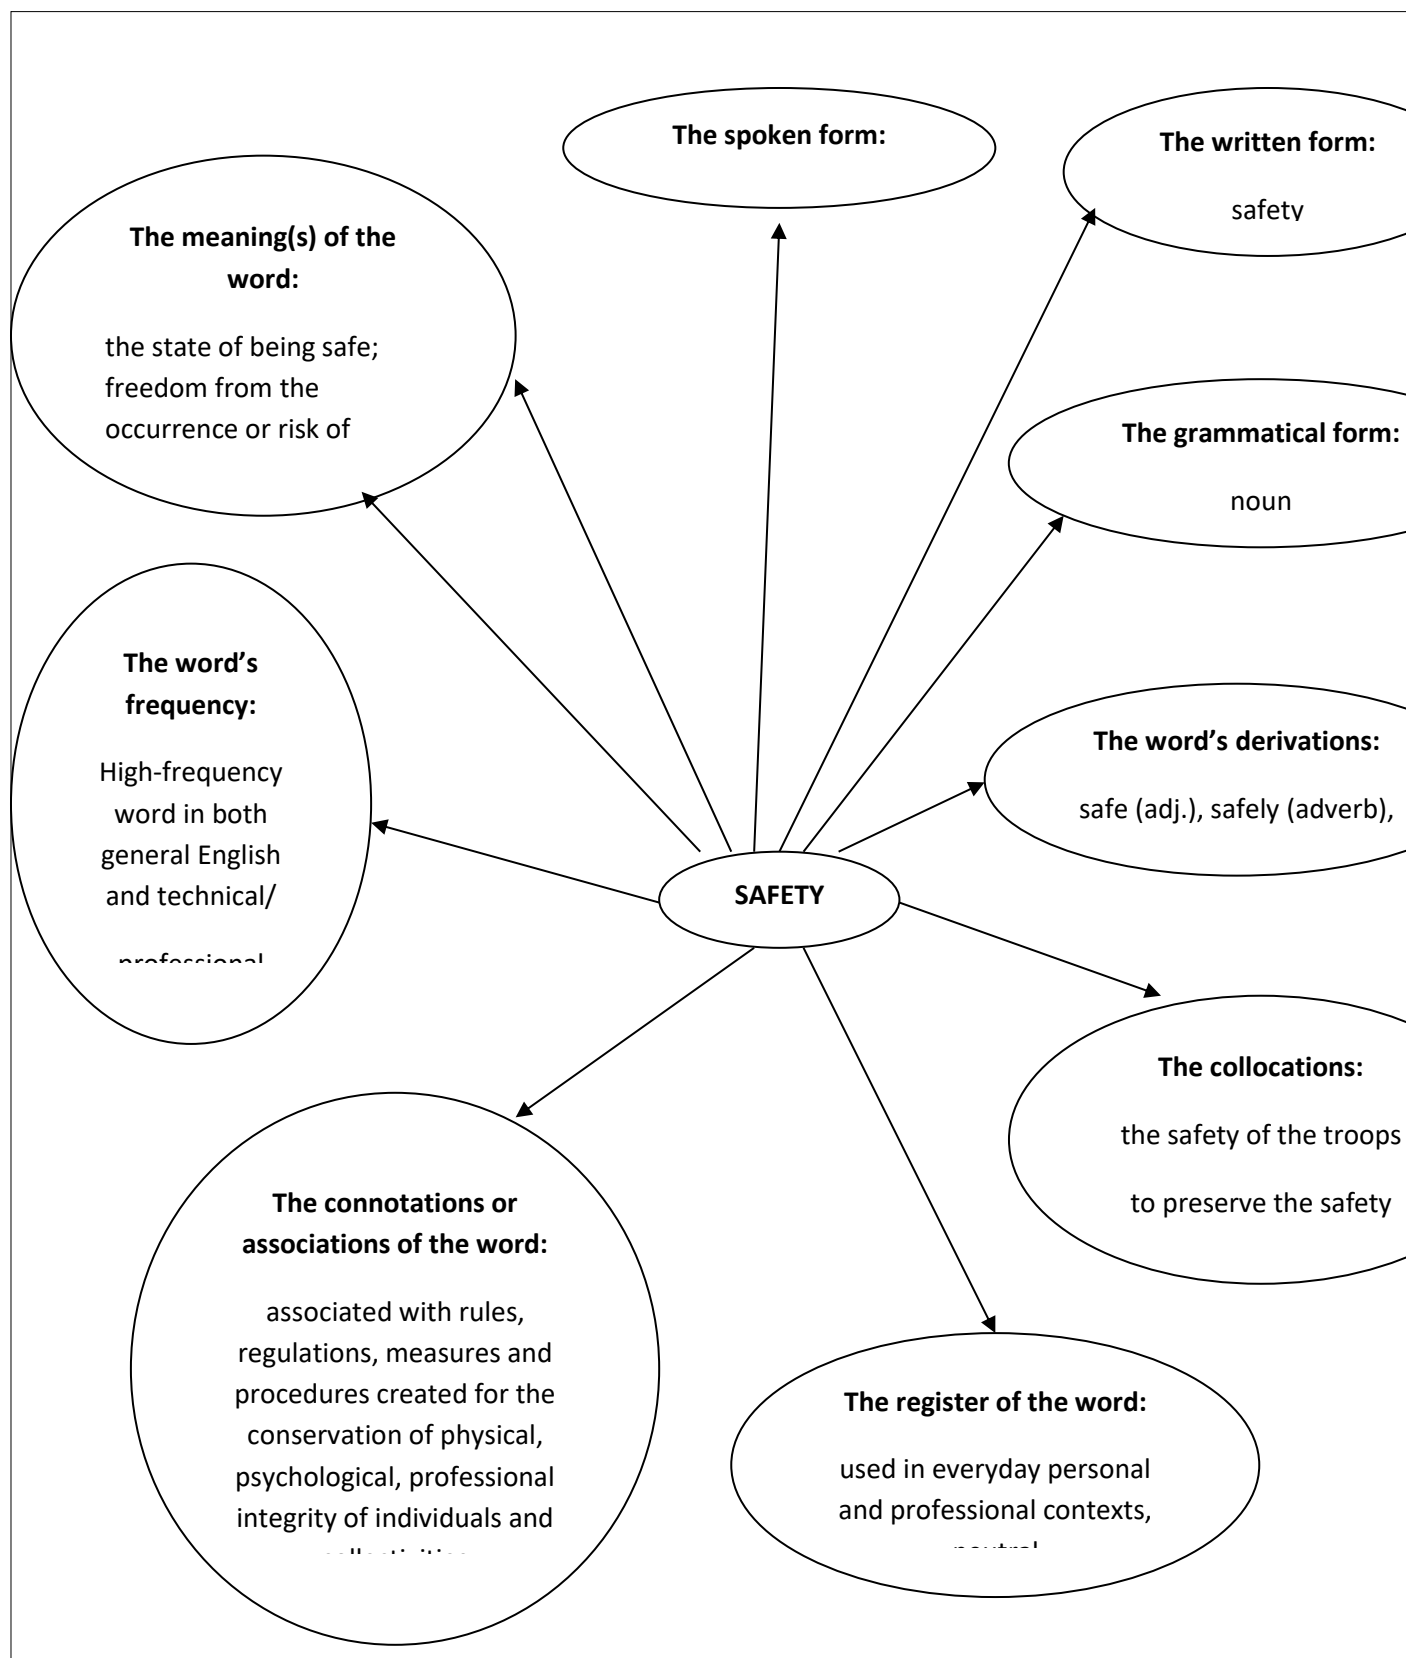 The spoken form:
The written form:
safety
The meaning(s) of the
word:
the state of being safe;
freedom from the
occurrence or risk of
The grammatical form:
noun
The word’s
frequency:
High-frequency
word in both
general English
and technical/
professional
The word’s derivations:
safe (adj.), safely (adverb),
SAFETY
The collocations:
the safety of the troops
to preserve the safety
The connotations or
associations of the word:
associated with rules,
regulations, measures and
procedures created for the
conservation of physical,
psychological, professional
integrity of individuals and
collectivities
The register of the word:
used in everyday personal
and professional contexts,
neutral